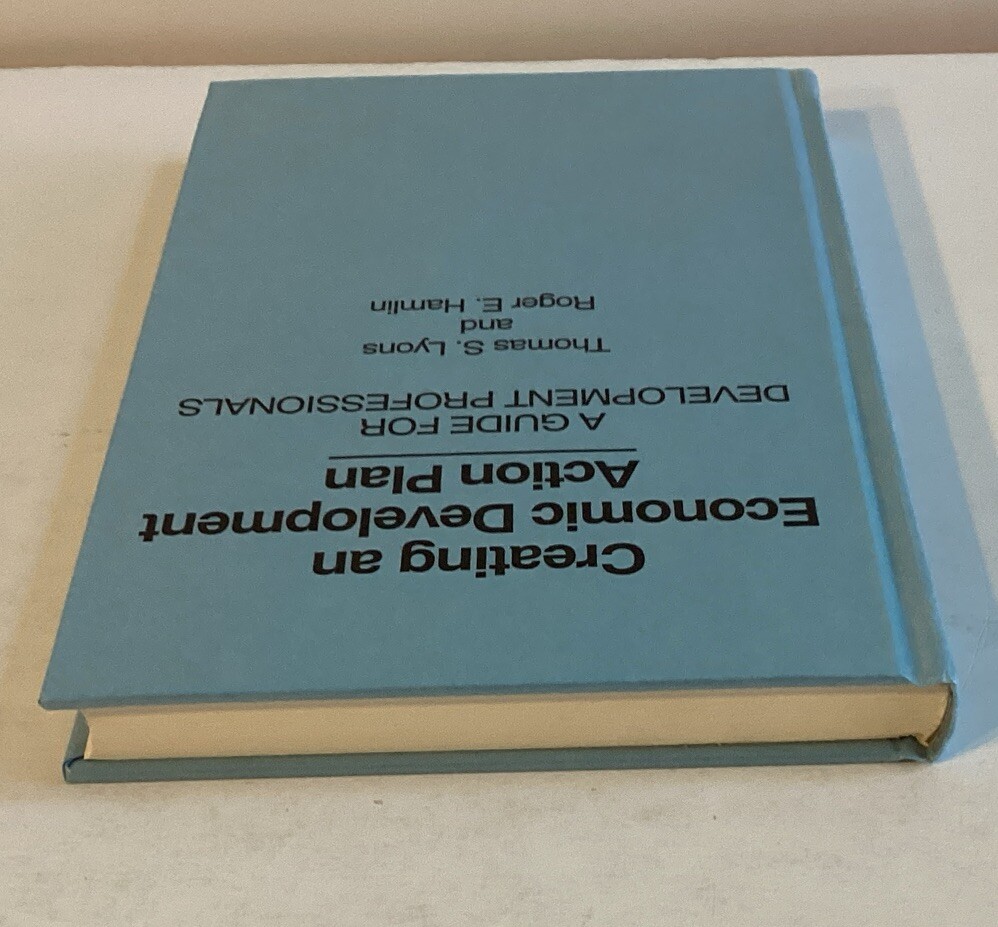 Creating an
Economic Development
Action Plan
A GUIDE FOR
DEVELOPMENT PROFESSIONALS
Thomas S. Lyons
and
Roger E. Hamlin